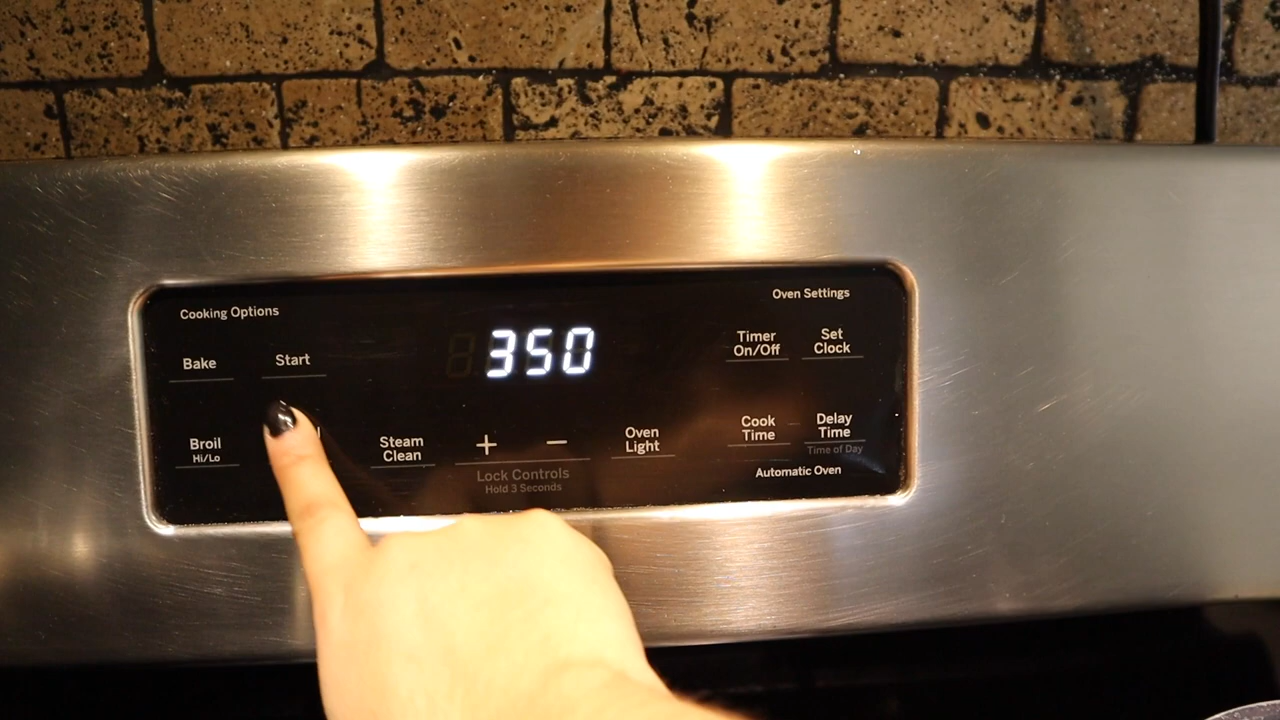 Cooking Options
Oven Settings
Bake
Start
350
Timer
On/Off
Set
Clock
Broil
Hi/Lo
Steam
Clean
+
−
Lock Controls
Hold 3 Seconds
Oven
Light
Cook
Time
Delay
Time
Time of Day
Automatic Oven